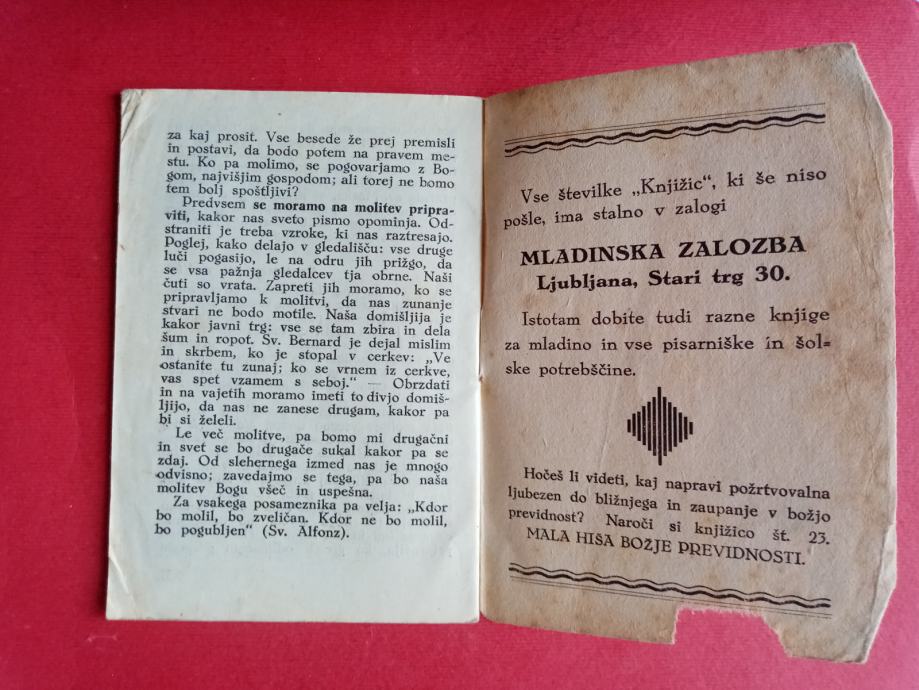 za kaj prosit. Vse besede že prej premisli
in postavi, da bodo potem na pravem me-
stu. Ko pa molimo, se pogovarjamo z Bo-
gom, najvišjim gospodom; ali torej ne bomo
tem bolj spoštljivi?
Predvsem se moramo na molitev pripra-
viti, kakor nas sveto pismo opominja. Od-
straniti je treba vzroke, ki nas raztresajo.
Poglej, kako delajo v gledališču: vse druge
luči pogasijo, le na odru jih prižgo, da
se vsa pažnja gledalcev tja obrne. Naši
čuti so vrata. Zapreti jih moramo, ko se
pripravljamo k molitvi, da nas zunanje
stvari ne bodo motile. Naša domišljija je
kakor javni trg: vse se tam zbira in dela
šum in ropot. Sv. Bernard je dejal mislim
in skrbem, ko je stopal v cerkev: „Ve
ostanite tu zunaj; ko se vrnem iz cerkve,
vas spet vzamem s seboj.“ — Obrzdati
in na vajetih moramo imeti to divjo domiš-
ljijo, da nas ne zanese drugam, kakor pa
bi si želeli.
Le več molitve, pa bomo mi drugačni
in svet se bo drugače sukal kakor pa se
zdaj. Od slehernega izmed nas je mnogo
odvisno; zavedajmo se tega, pa bo naša
molitev Bogu všeč in uspešna.
Za vsakega posameznika pa velja: „Kdor
bo molil, bo zveličan. Kdor ne bo molil,
bo pogubljen“ (Sv. Alfonz).
Vse številke „Knjižic“, ki še niso
pošle, ima stalno v zalogi
MLADINSKA ZALOZBA
Ljubljana, Stari trg 30.
Istotam dobite tudi razne knjige
za mladino in vse pisarniške in šol-
ske potrebščine.
Hočeš li videti, kaj napravi požrtvovalna
ljubezen do bližnjega in zaupanje v božjo
previdnost? Naroči si knjižico št. 23.
MALA HIŠA BOŽJE PREVIDNOSTI.